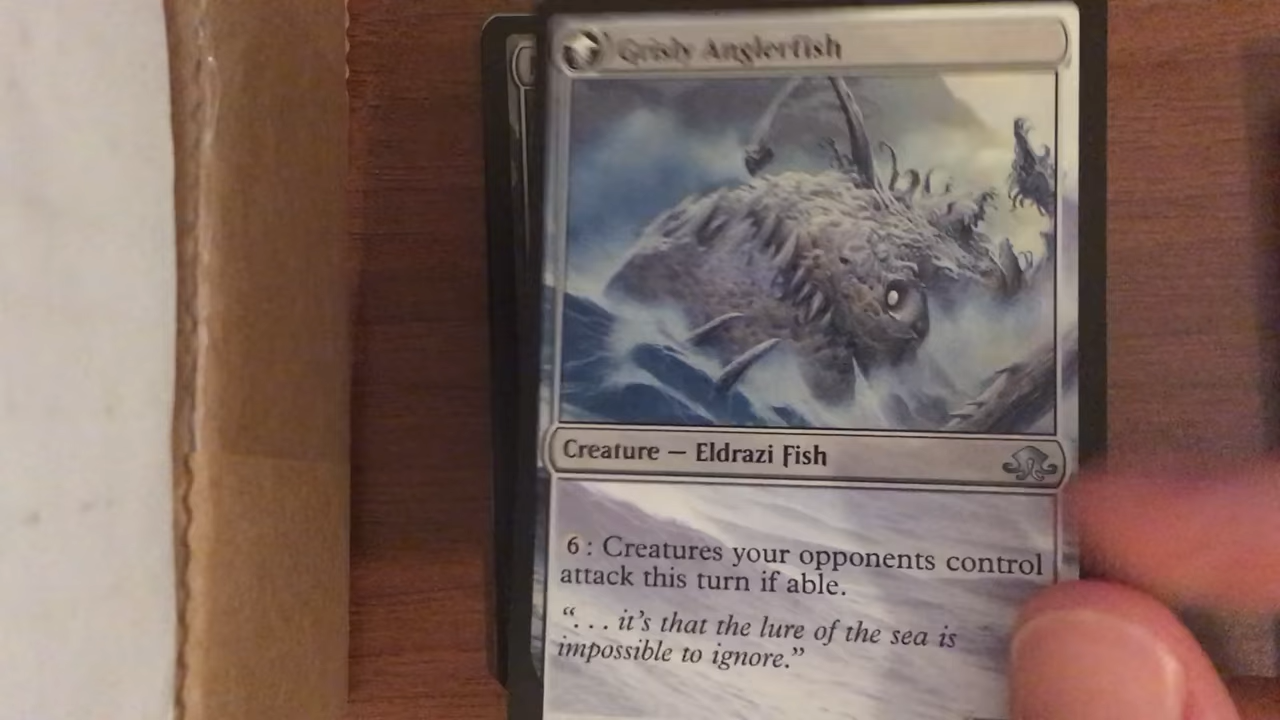 Grisly Anglerfish
Creature — Eldrazi Fish
6: Creatures your opponents control
attack this turn if able.
“. . . it’s that the lure of the sea is
impossible to ignore.”